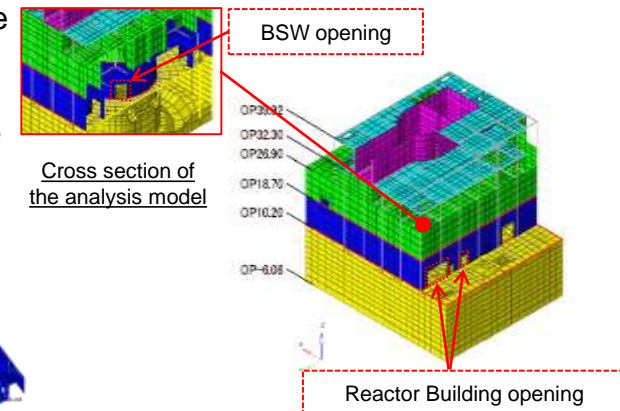 e
BSW opening
OP39.92
OP32.30
OP26.90
OP18.70
OP10.20
OP-6.06
Cross section of
the analysis model
Reactor Building opening